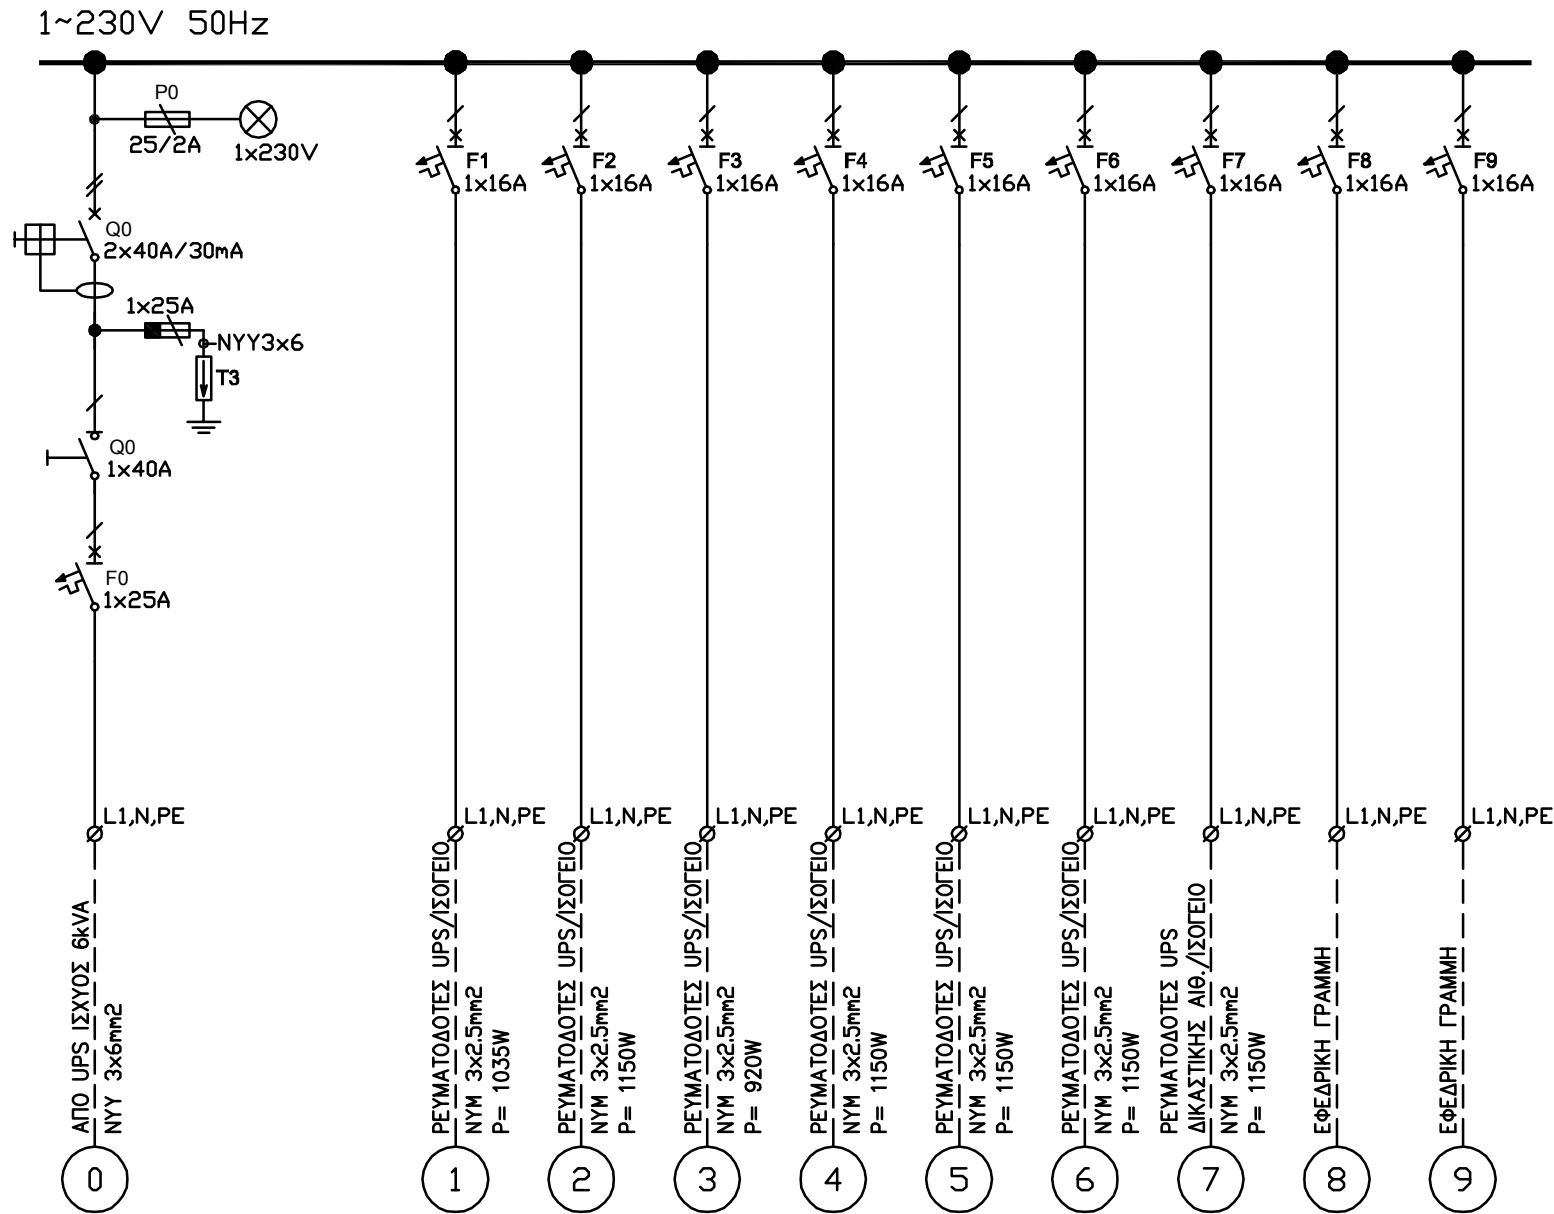 1~230V 50Hz
P0
25/2A
1x230V
Q0
2x40A/30mA
1x25A
NYY3x6
T3
Q0
1x40A
F0
1x25A
L1,N,PE
ΑΠΟ UPS ΙΣΧΥΟΣ 6kVA
NYY 3x6mm2
0
F1
1x16A
L1,N,PE
ΡΕΥΜΑΤΟΔΟΤΕΣ UPS/ΙΣΟΓΕΙΟ
NYM 3x2.5mm2
P= 1035W
1
F2
1x16A
L1,N,PE
ΡΕΥΜΑΤΟΔΟΤΕΣ UPS/ΙΣΟΓΕΙΟ
NYM 3x2.5mm2
P= 1150W
2
F3
1x16A
L1,N,PE
ΡΕΥΜΑΤΟΔΟΤΕΣ UPS/ΙΣΟΓΕΙΟ
NYM 3x2.5mm2
P= 920W
3
F4
1x16A
L1,N,PE
ΡΕΥΜΑΤΟΔΟΤΕΣ UPS/ΙΣΟΓΕΙΟ
NYM 3x2.5mm2
P= 1150W
4
F5
1x16A
L1,N,PE
ΡΕΥΜΑΤΟΔΟΤΕΣ UPS/ΙΣΟΓΕΙΟ
NYM 3x2.5mm2
P= 1150W
5
F6
1x16A
L1,N,PE
ΡΕΥΜΑΤΟΔΟΤΕΣ UPS/ΙΣΟΓΕΙΟ
NYM 3x2.5mm2
P= 1150W
6
F7
1x16A
L1,N,PE
ΡΕΥΜΑΤΟΔΟΤΕΣ UPS
ΔΙΚΑΣΤΙΚΗΣ ΑΙΘ./ΙΣΟΓΕΙΟ
NYM 3x2.5mm2
P= 1150W
7
F8
1x16A
L1,N,PE
ΕΦΕΔΡΙΚΗ ΓΡΑΜΜΗ
8
F9
1x16A
L1,N,PE
ΕΦΕΔΡΙΚΗ ΓΡΑΜΜΗ
9